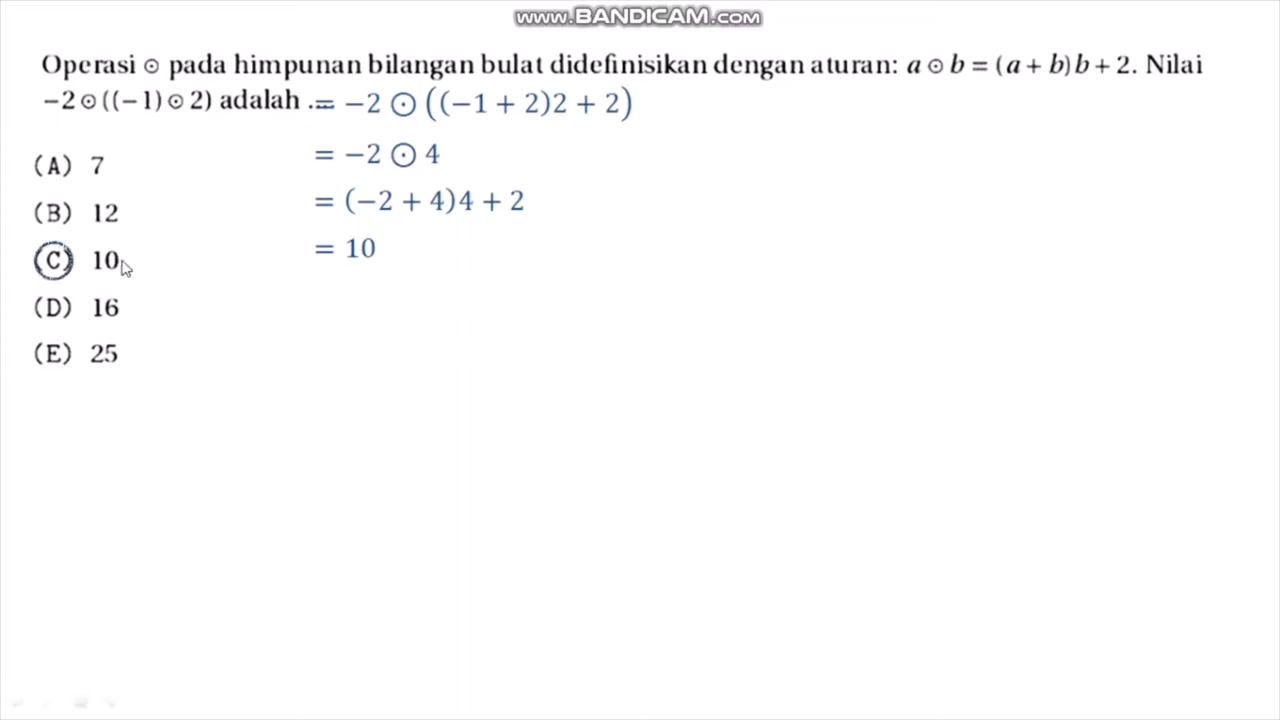 www.BANDICAM.com
Operasi ⊙ pada himpunan bilangan bulat didefinisikan dengan aturan: a ⊙ b = (a + b)b + 2. Nilai
−2 ⊙ ((−1) ⊙ 2) adalah ... = −2 ⊙ ((−1 + 2)2 + 2)
(A) 7
= −2 ⊙ 4
(B) 12
= (−2 + 4)4 + 2
(C) 10
= 10
(D) 16
(E) 25